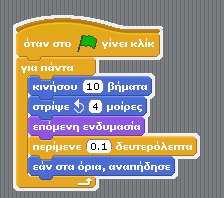 όταν στο γίνει κλίκ
για πάντα
κινήσου 10 βήματα
στρίψε 4 μοίρες
επόμενη ενδυμασία
περίμενε 0.1 δευτερόλεπτα
εάν στα όρια, αναπήδησε